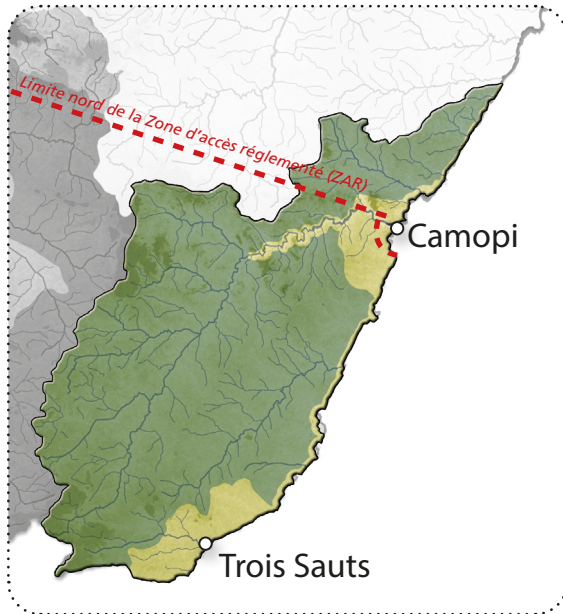 Limite nord de la Zone d'accès réglementé (ZAR)
Camopi
Trois Sauts